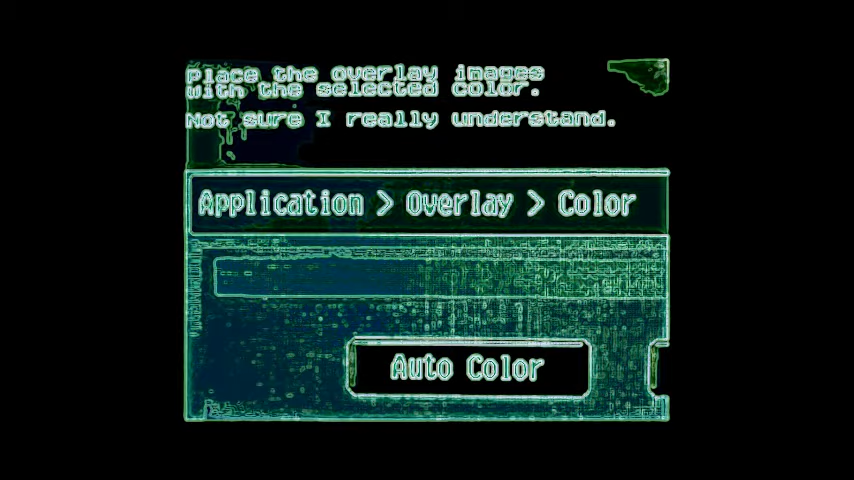 Place the overlay images
with the selected color.
Not sure I really understand.
Application > Overlay > Color
Auto Color